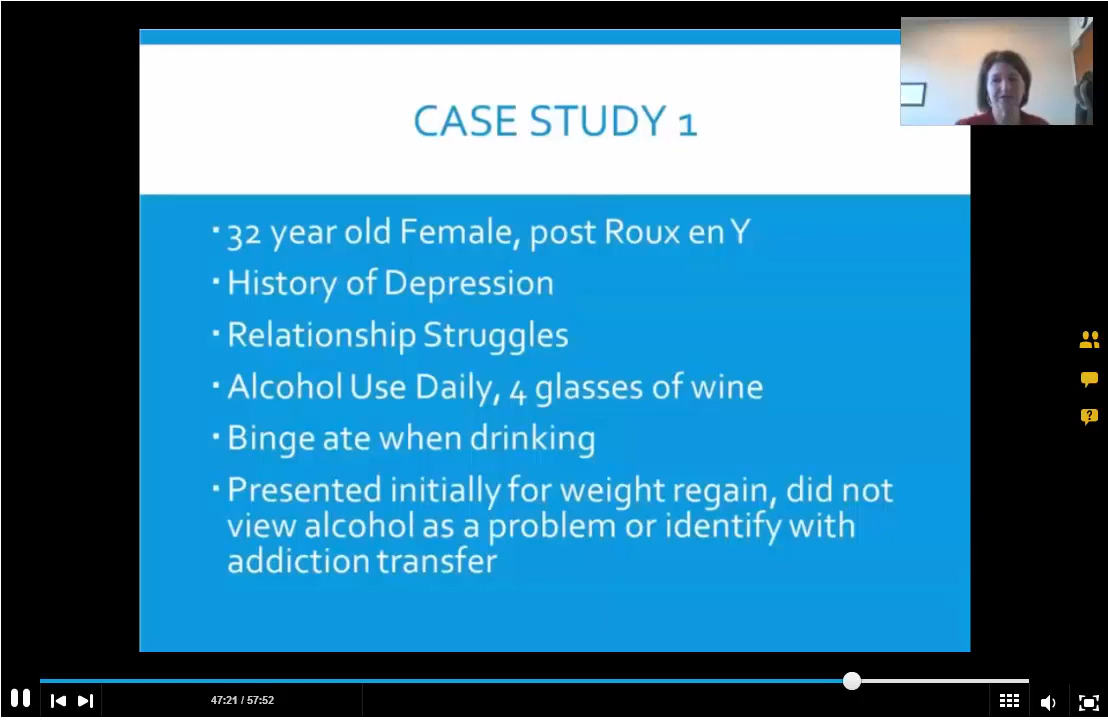 CASE STUDY 1
▪ 32 year old Female, post Roux en Y
▪ History of Depression
▪ Relationship Struggles
▪ Alcohol Use Daily, 4 glasses of wine
▪ Binge ate when drinking
▪ Presented initially for weight regain, did not
view alcohol as a problem or identify with
addiction transfer
47:21 / 57:52